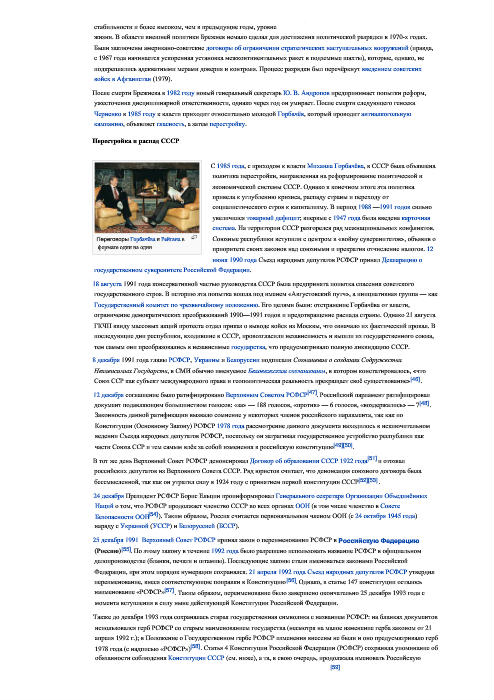 стабильности и более высоком, чем в предыдущие годы, уровне
жизни. В области внешней политики Брежнев немало сделал для достижения политической разрядки в 1970-х годах.
Были заключены американо-советские договоры об ограничении стратегических наступательных вооружений (правда,
с 1967 года начинается ускоренная установка межконтинентальных ракет в подземные шахты), которые, однако, не
подкреплялись адекватными мерами доверия и контроля. Процесс разрядки был перечёркнут введением советских
войск в Афганистан (1979).
После смерти Брежнева в 1982 году новый генеральный секретарь Ю. В. Андропов предпринимает попытки реформ,
ужесточения дисциплинарной ответственности, однако через год он умирает. После смерти следующего генсека
Черненко в 1985 году к власти приходит относительно молодой Горбачёв, который проводит антиалкогольную
кампанию, объявляет гласность, а затем перестройку.
Перестройка и распад СССР
С 1985 года, с приходом к власти Михаила Горбачёва, в СССР была объявлена
политика перестройки, направленная на реформирование политической и
экономической системы СССР. Однако в конечном итоге эта политика
привела к углублению кризиса, распаду страны и переходу от
социалистического строя к капитализму. В период 1988—1991 годов сильно
увеличился товарный дефицит; впервые с 1947 года была введена карточная
система. На территории СССР разгорелся ряд межнациональных конфликтов.
Союзные республики вступили с центром в «войну суверенитетов», объявив о
приоритете своих законов над союзными и прекратив отчисление налогов. 12
июня 1990 года Съезд народных депутатов РСФСР принял Декларацию о
государственном суверенитете Российской Федерации.
Переговоры Горбачёва и Рейгана в
формате один на один
18 августа 1991 года консервативной частью руководства СССР была предпринята попытка спасения советского
государственного строя. В историю эта попытка вошла под именем «Августовский путч», а инициативная группа — как
Государственный комитет по чрезвычайному положению. Его целями были: отстранение Горбачёва от власти,
ограничение демократических преобразований 1990—1991 годов и предотвращение распада страны. Однако 21 августа
ГКЧП ввиду массовых акций протеста отдал приказ о выводе войск из Москвы, что означало их фактический провал. В
последующие дни республики, входившие в СССР, провозгласили независимость и вышли из государственного союза,
тем самым они преобразовались в независимые государства, что предусматривало полную ликвидацию СССР.
8 декабря 1991 года главы РСФСР, Украины и Белоруссии подписали Соглашение о создании Содружества
Независимых Государств, в СМИ обычно именуемое Беловежским соглашением, в котором констатировалось, «что
Союз ССР как субъект международного права и геополитическая реальность прекращает своё существование»[46].
12 декабря соглашение было ратифицировано Верховным Советом РСФСР[47]. Российский парламент ратифицировал
документ подавляющим большинством голосов: «за» — 188 голосов, «против» — 6 голосов, «воздержалось» — 7[48].
Законность данной ратификации вызвало сомнение у некоторых членов российского парламента, так как по
Конституции (Основному Закону) РСФСР 1978 года рассмотрение данного документа находилось в исключительном
ведении Съезда народных депутатов РСФСР, поскольку он затрагивал государственное устройство республики как
части Союза ССР и тем самым влёк за собой изменения в российскую конституцию[49][50].
В тот же день Верховный Совет РСФСР денонсировал Договор об образовании СССР 1922 года[51] и отозвал
российских депутатов из Верховного Совета СССР. Ряд юристов считает, что денонсация союзного договора была
бессмысленной, так как он утратил силу в 1924 году с принятием первой конституции СССР[52][53].
24 декабря Президент РСФСР Борис Ельцин проинформировал Генерального секретаря Организации Объединённых
Наций о том, что РСФСР продолжает членство СССР во всех органах ООН (в том числе членство в Совете
Безопасности ООН[54]). Таким образом, Россия считается первоначальным членом ООН (с 24 октября 1945 года)
наряду с Украиной (УССР) и Белоруссией (БССР).
25 декабря 1991 Верховный Совет РСФСР принял закон о переименовании РСФСР в Российскую Федерацию
(Россию)[55]. По этому закону в течение 1992 года было разрешено использовать название РСФСР в официальном
делопроизводстве (бланки, печати и штампы). Последующие законы стали именоваться законами Российской
Федерации, при этом порядок нумерации сохранялся. 21 апреля 1992 года Съезд народных депутатов РСФСР утвердил
переименование, внеся соответствующие поправки в Конституцию[56]. Однако, в статье 147 конституции осталось
наименование «РСФСР»[57]. Таким образом, переименование было завершено окончательно 25 декабря 1993 года с
момента вступления в силу ныне действующей Конституции Российской Федерации.
Также до декабря 1993 года сохранялась старая государственная символика с названием РСФСР: на бланках документов
использовался герб РСФСР со старым наименованием государства (несмотря на малое изменение герба законом от 21
апреля 1992 г.); в Положение о Государственном гербе РСФСР изменения внесены не были и оно предусматривало герб
1978 года (с надписью «РСФСР»)[58]. Статья 4 Конституции Российской Федерации (РСФСР) сохраняла упоминание об
обязанности соблюдения Конституции СССР (см. ниже), а та, в свою очередь, продолжала именовать Российскую
[59]